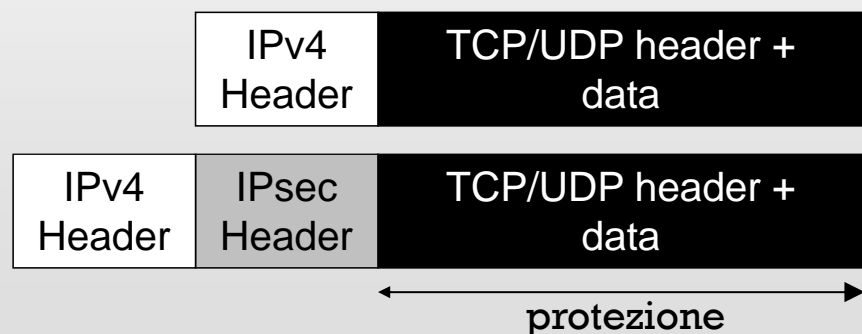 IPv4 TCP/UDP header +
Header data
IPv4 IPsec TCP/UDP header +
Header Header data
protezione